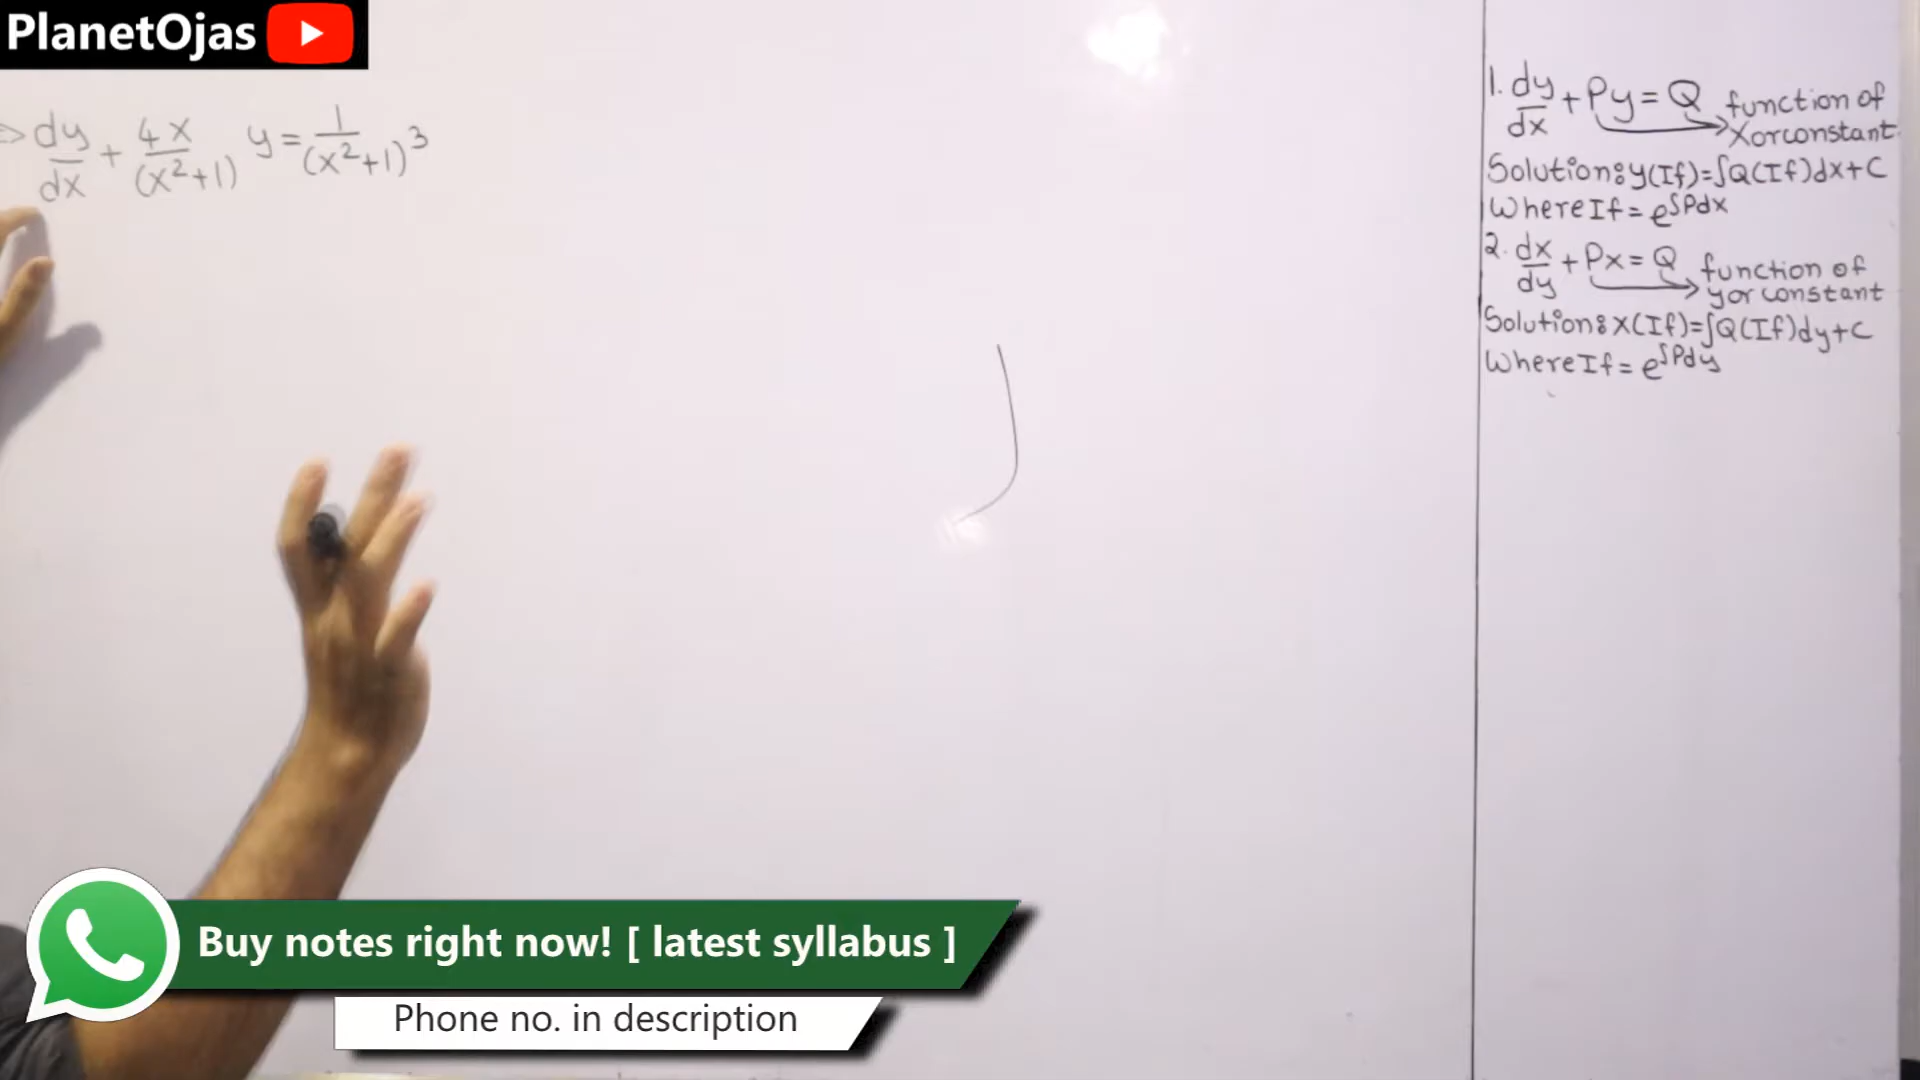 PlanetOjas
⇒ dy/dx + 4x/(x²+1) y = 1/(x²+1)³
1. dy/dx + Py = Q → function of
x or constant
Solution: y(If)=∫Q(If)dx+C
Where If = e^∫Pdx
2. dx/dy + Px = Q → function of
y or constant
Solution: x(If)=∫Q(If)dy+C
Where If = e^∫Pdy
Buy notes right now! [ latest syllabus ]
Phone no. in description